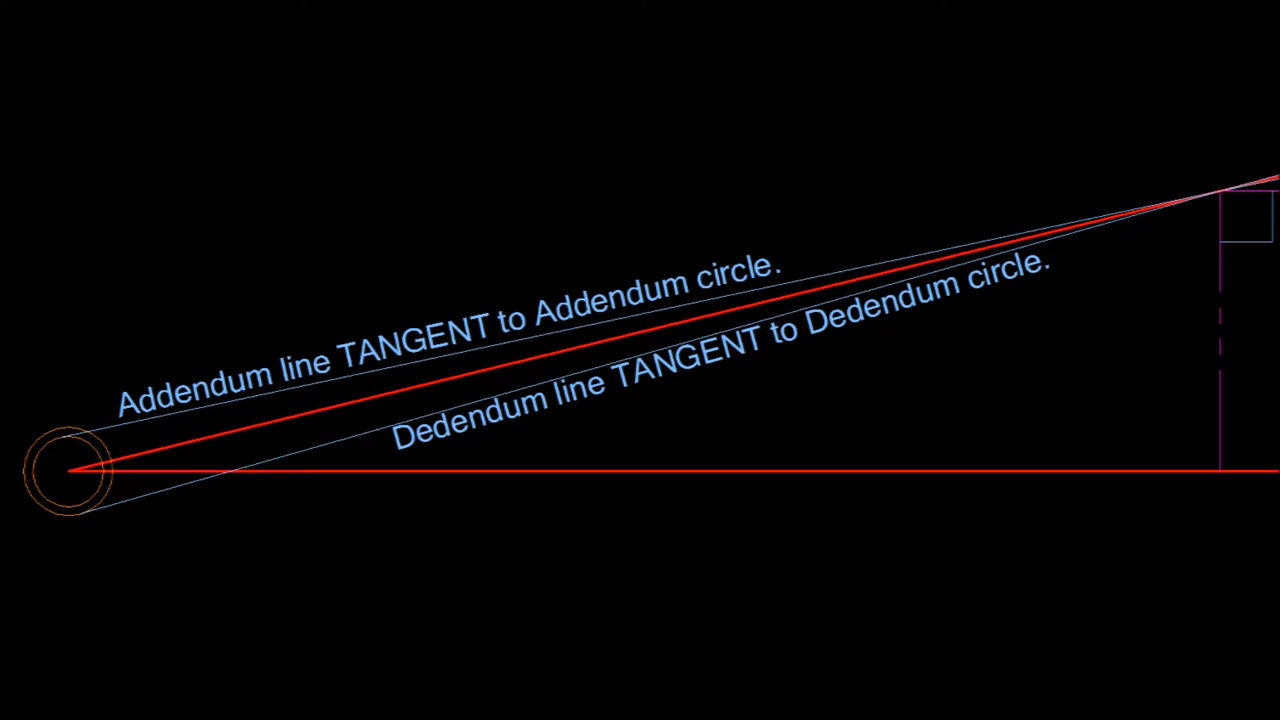 Addendum line TANGENT to Addendum circle.
Dedendum line TANGENT to Dedendum circle.